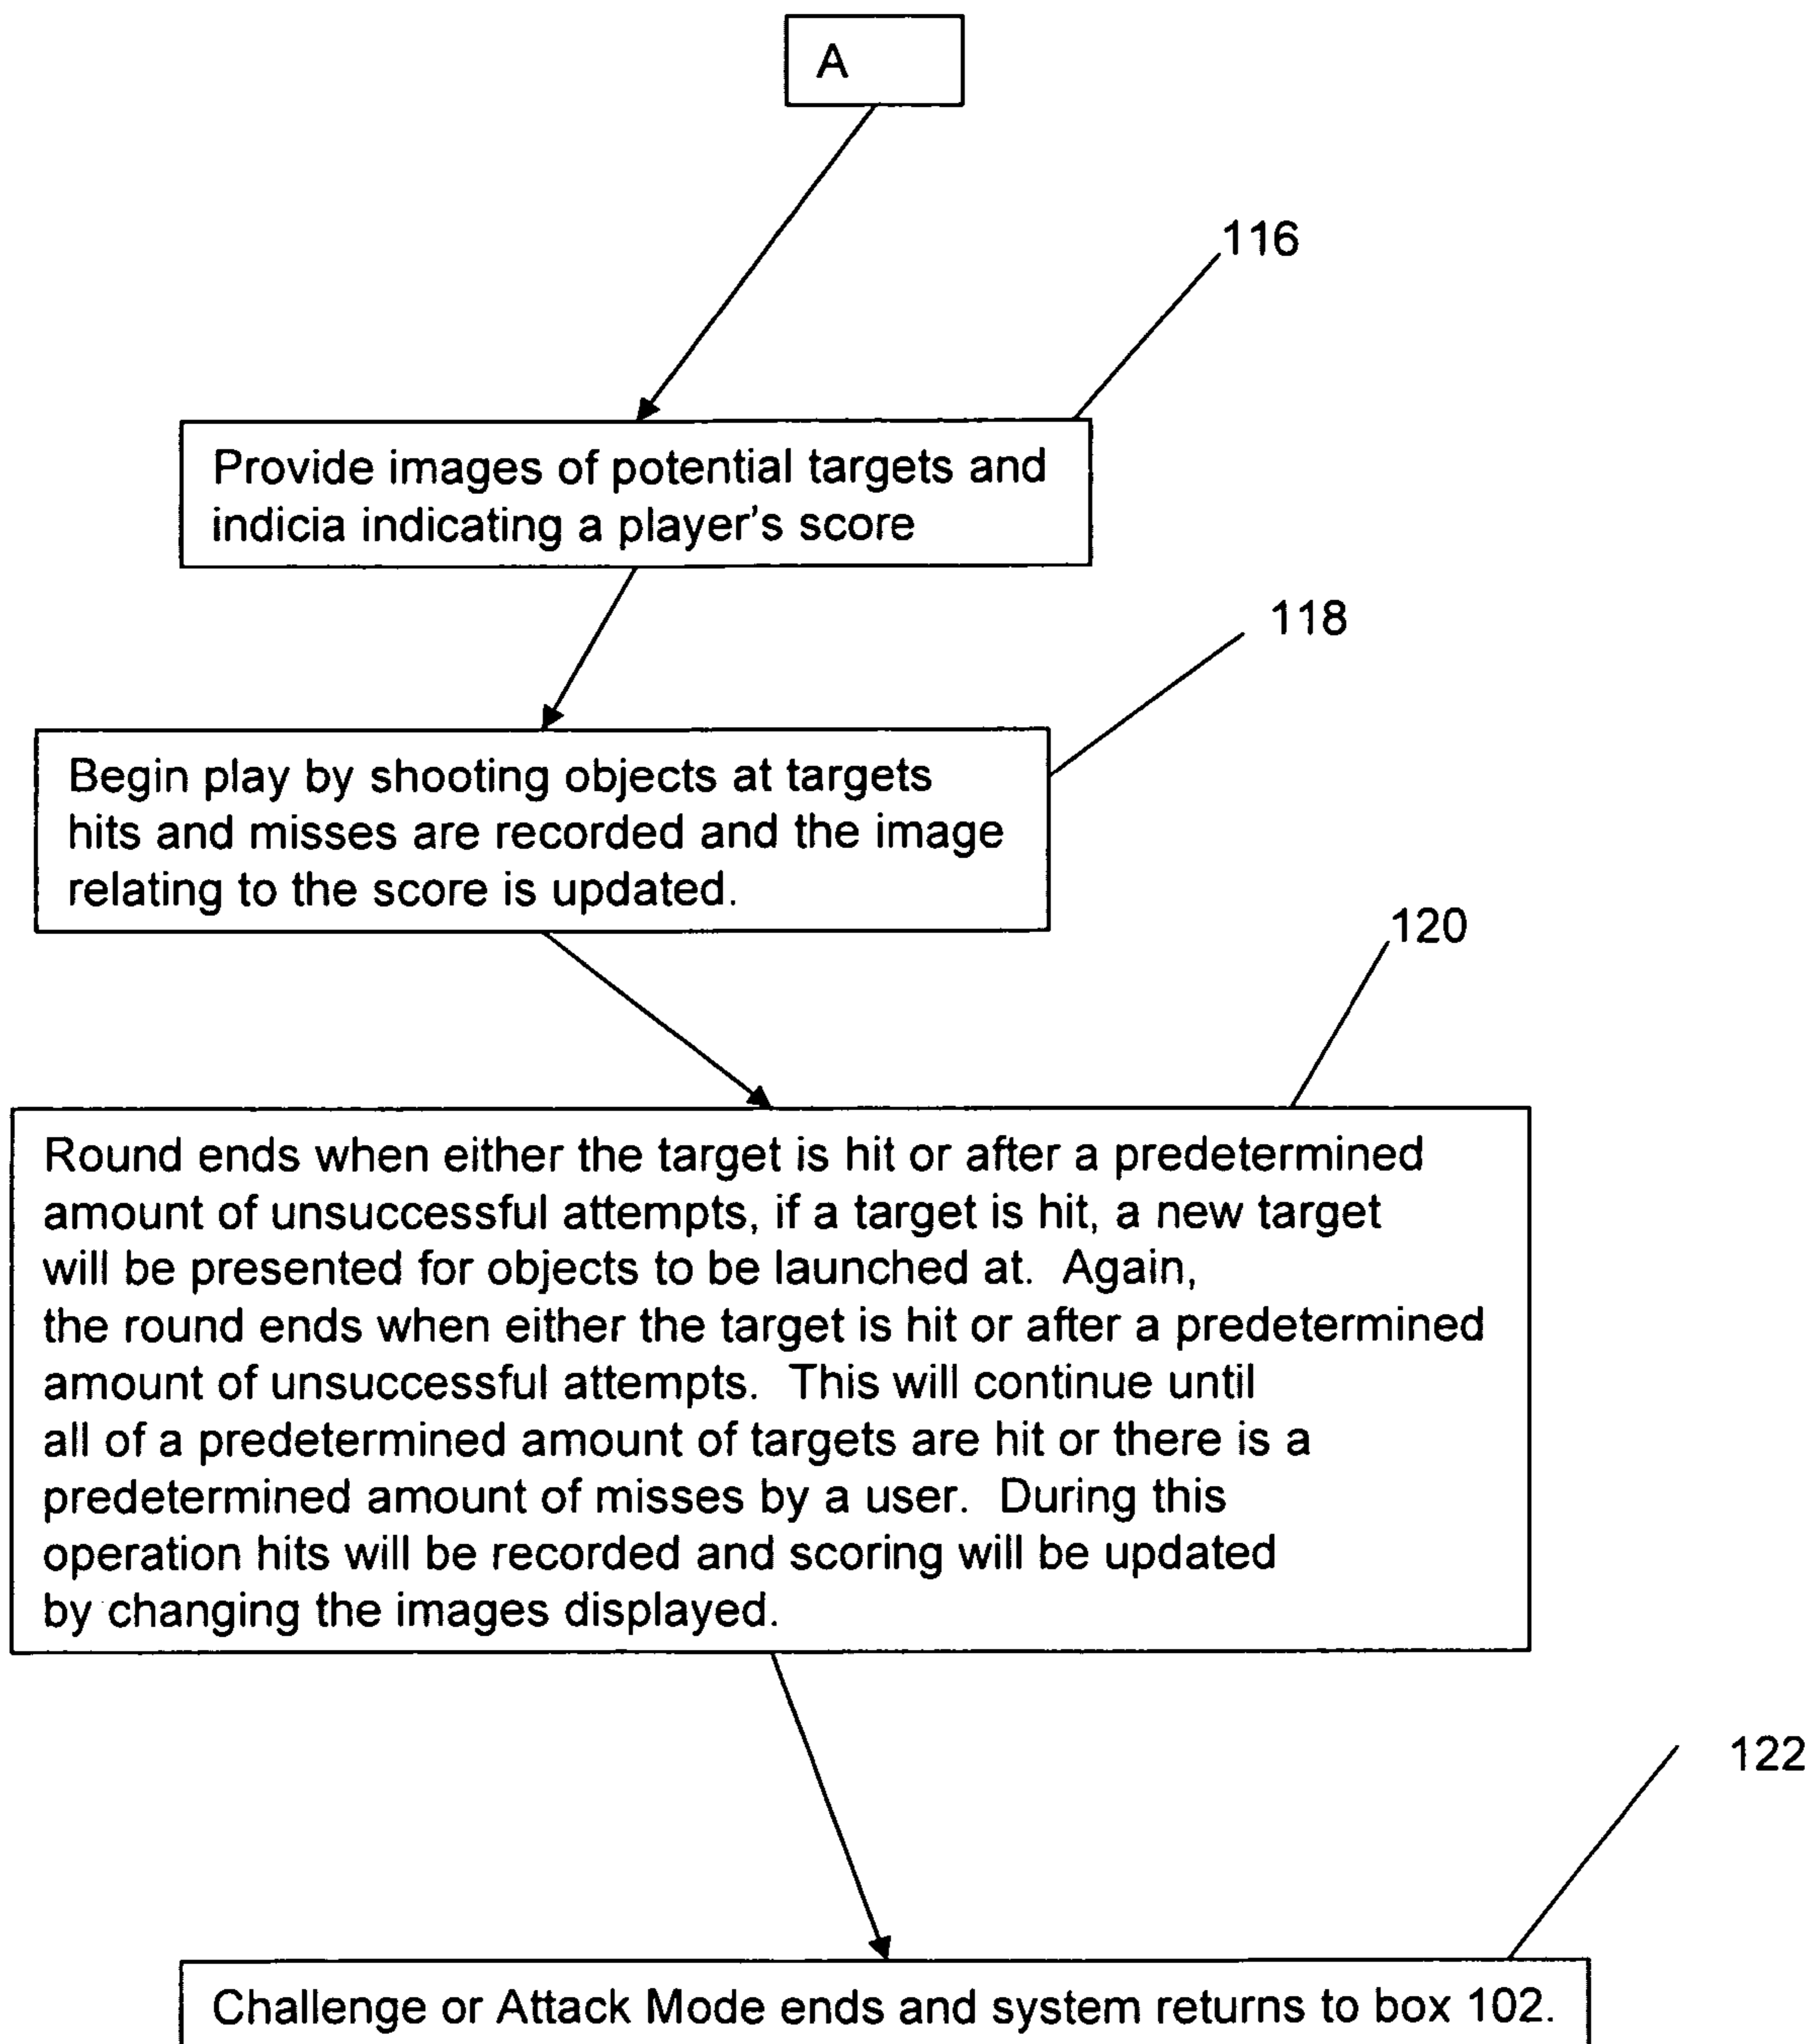 A
116
Provide images of potential targets and
indicia indicating a player's score
118
Begin play by shooting objects at targets
hits and misses are recorded and the image
relating to the score is updated.
120
Round ends when either the target is hit or after a predetermined
amount of unsuccessful attempts, if a target is hit, a new target
will be presented for objects to be launched at.  Again,
the round ends when either the target is hit or after a predetermined
amount of unsuccessful attempts.  This will continue until
all of a predetermined amount of targets are hit or there is a
predetermined amount of misses by a user.  During this
operation hits will be recorded and scoring will be updated
by changing the images displayed.
122
Challenge or Attack Mode ends and system returns to box 102.